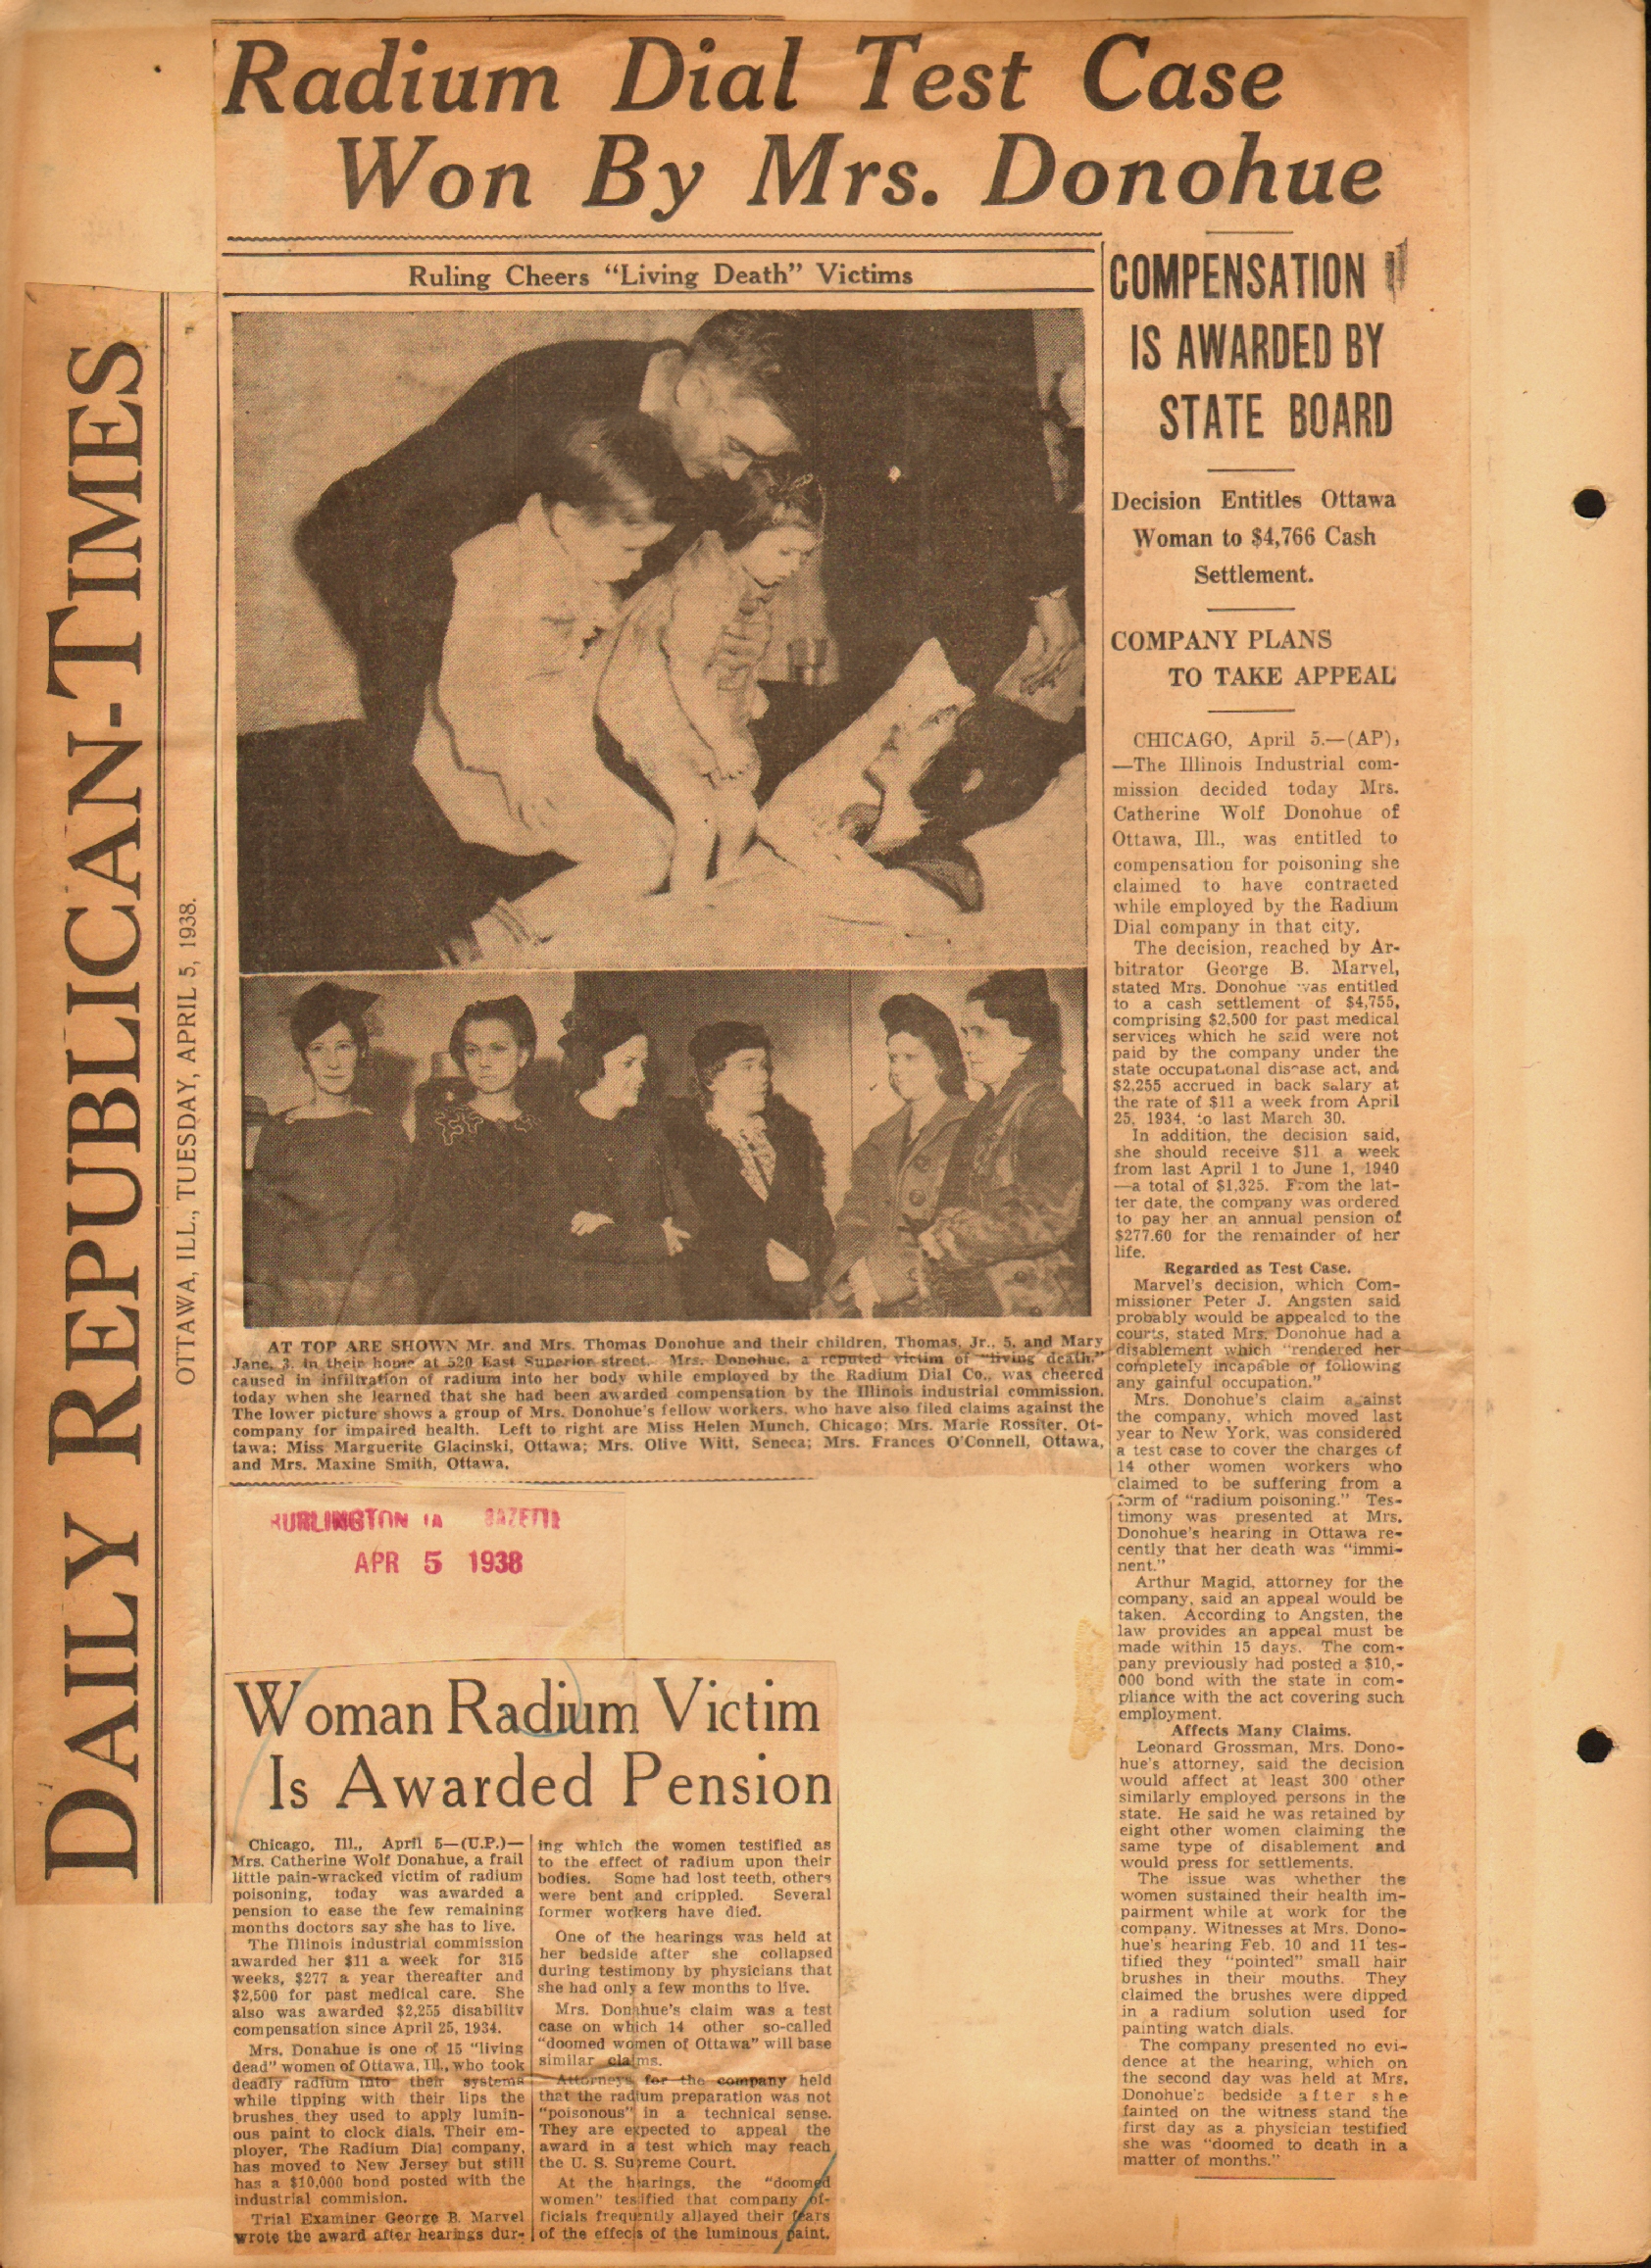 DAILY REPUBLICAN-TIMES
OTTAWA, ILL., TUESDAY, APRIL 5, 1938.
Radium Dial Test Case
Won By Mrs. Donohue
Ruling Cheers “Living Death” Victims
AT TOP ARE SHOWN Mr. and Mrs. Thomas Donohue and their children, Thomas, Jr., 5, and Mary
Jane, 3, in their home at 520 East Superior street. Mrs. Donohue, a reputed victim of “living death,”
caused in infiltration of radium into her body while employed by the Radium Dial Co., was cheered
today when she learned that she had been awarded compensation by the Illinois industrial commission.
The lower picture shows a group of Mrs. Donohue's fellow workers, who have also filed claims against the
company for impaired health. Left to right are Miss Helen Munch, Chicago; Mrs. Marie Rossiter, Ot-
tawa; Miss Marguerite Glacinski, Ottawa; Mrs. Olive Witt, Seneca; Mrs. Frances O'Connell, Ottawa,
and Mrs. Maxine Smith, Ottawa.
COMPENSATION
IS AWARDED BY
STATE BOARD
Decision Entitles Ottawa
Woman to $4,766 Cash
Settlement.
COMPANY PLANS
TO TAKE APPEAL
CHICAGO, April 5.—(AP),
—The Illinois Industrial com-
mission decided today Mrs.
Catherine Wolf Donohue of
Ottawa, Ill., was entitled to
compensation for poisoning she
claimed to have contracted
while employed by the Radium
Dial company in that city.
The decision, reached by Ar-
bitrator George B. Marvel,
stated Mrs. Donohue was entitled
to a cash settlement of $4,755,
comprising $2,500 for past medical
services which he said were not
paid by the company under the
state occupational disease act, and
$2,255 accrued in back salary at
the rate of $11 a week from April
25, 1934, to last March 30.
In addition, the decision said,
she should receive $11 a week
from last April 1 to June 1, 1940
—a total of $1,325. From the lat-
ter date, the company was ordered
to pay her an annual pension of
$277.60 for the remainder of her
life.
Regarded as Test Case.
Marvel's decision, which Com-
missioner Peter J. Angsten said
probably would be appealed to the
courts, stated Mrs. Donohue had a
disablement which “rendered her
completely incapable of following
any gainful occupation.”
Mrs. Donohue's claim against
the company, which moved last
year to New York, was considered
a test case to cover the charges of
14 other women workers who
claimed to be suffering from a
form of “radium poisoning.” Tes-
timony was presented at Mrs.
Donohue's hearing in Ottawa re-
cently that her death was “immi-
nent.”
Arthur Magid, attorney for the
company, said an appeal would be
taken. According to Angsten, the
law provides an appeal must be
made within 15 days. The com-
pany previously had posted a $10,-
000 bond with the state in com-
pliance with the act covering such
employment.
Affects Many Claims.
Leonard Grossman, Mrs. Dono-
hue's attorney, said the decision
would affect at least 300 other
similarly employed persons in the
state. He said he was retained by
eight other women claiming the
same type of disablement and
would press for settlements.
The issue was whether the
women sustained their health im-
pairment while at work for the
company. Witnesses at Mrs. Dono-
hue's hearing Feb. 10 and 11 tes-
tified they “pointed” small hair
brushes in their mouths. They
claimed the brushes were dipped
in a radium solution used for
painting watch dials.
The company presented no evi-
dence at the hearing, which on
the second day was held at Mrs.
Donohue's bedside after she
fainted on the witness stand the
first day as a physician testified
she was “doomed to death in a
matter of months.”
BURLINGTON IA GAZETTE
APR 5 1938
Woman Radium Victim
Is Awarded Pension
Chicago, Ill., April 5—(U.P.)—
Mrs. Catherine Wolf Donahue, a frail
little pain-wracked victim of radium
poisoning, today was awarded a
pension to ease the few remaining
months doctors say she has to live.
The Illinois industrial commission
awarded her $11 a week for 315
weeks, $277 a year thereafter and
$2,500 for past medical care. She
also was awarded $2,255 disability
compensation since April 25, 1934.
Mrs. Donahue is one of 15 “living
dead” women of Ottawa, Ill., who took
deadly radium into their systems
while tipping with their lips the
brushes they used to apply lumin-
ous paint to clock dials. Their em-
ployer, The Radium Dial company,
has moved to New Jersey but still
has a $10,000 bond posted with the
industrial commision.
Trial Examiner George B. Marvel
wrote the award after hearings dur-
ing which the women testified as
to the effect of radium upon their
bodies. Some had lost teeth, others
were bent and crippled. Several
former workers have died.
One of the hearings was held at
her bedside after she collapsed
during testimony by physicians that
she had only a few months to live.
Mrs. Donahue's claim was a test
case on which 14 other so-called
“doomed women of Ottawa” will base
similar claims.
Attorneys for the company held
that the radium preparation was not
“poisonous” in a technical sense.
They are expected to appeal the
award in a test which may reach
the U. S. Supreme Court.
At the hearings, the “doomed
women” testified that company of-
ficials frequently allayed their fears
of the effects of the luminous paint.